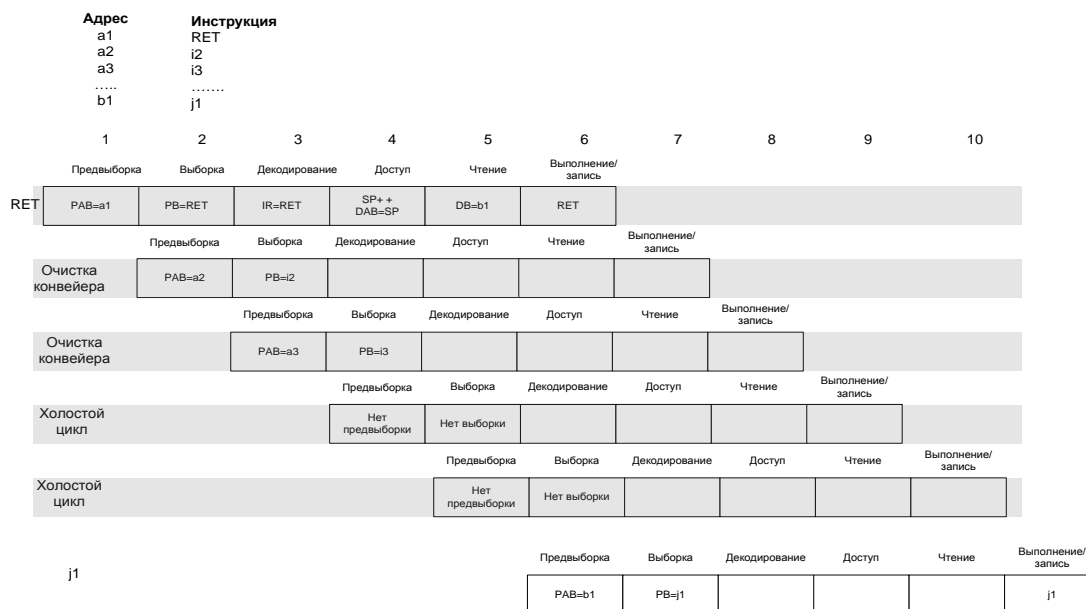 Адрес Инструкция
a1 RET
a2 i2
a3 i3
..... .......
b1 j1
1 2 3 4 5 6 7 8 9 10
Предвыборка Выборка Декодирование Доступ Чтение Выполнение/
запись
RET PAB=a1 PB=RET IR=RET SP++ DB=b1 RET
DAB=SP
Предвыборка Выборка Декодирование Доступ Чтение Выполнение/
запись
Очистка
конвейера PAB=a2 PB=i2
Предвыборка Выборка Декодирование Доступ Чтение Выполнение/
запись
Очистка
конвейера PAB=a3 PB=i3
Предвыборка Выборка Декодирование Доступ Чтение Выполнение/
запись
Холостой Нет Нет выборки
цикл предвыборки
Предвыборка Выборка Декодирование Доступ Чтение Выполнение/
запись
Холостой Нет Нет выборки
цикл предвыборки
Предвыборка Выборка Декодирование Доступ Чтение Выполнение/
запись
j1 PAB=b1 PB=j1 j1